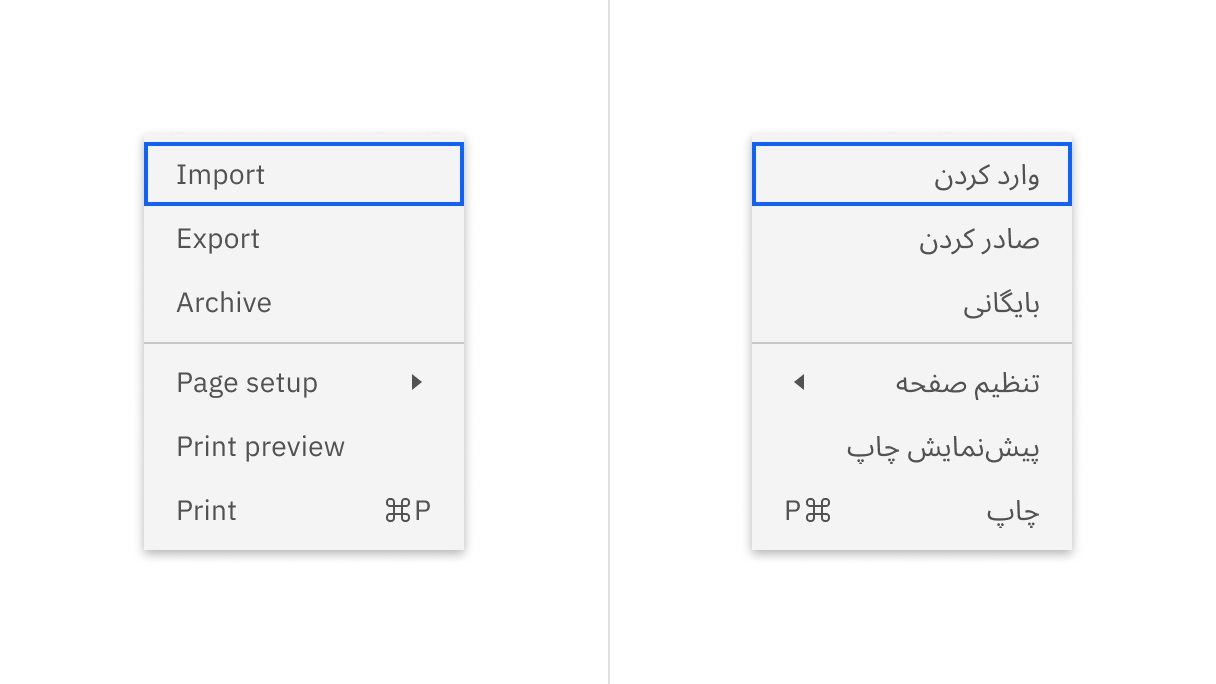 Import
Export
Archive
Page setup
Print preview
Print ⌘P
وارد کردن
صادر کردن
بایگانی
تنظیم صفحه
پیش‌نمایش چاپ
چاپ P⌘